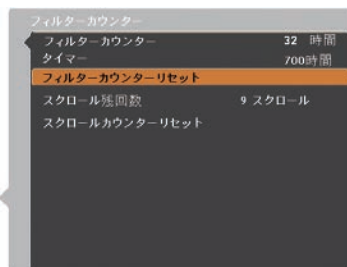 フィルターカウンター
フィルターカウンター 32 時間
タイマー 700時間
フィルターカウンターリセット
スクロール残回数 9 スクロール
スクロールカウンターリセット